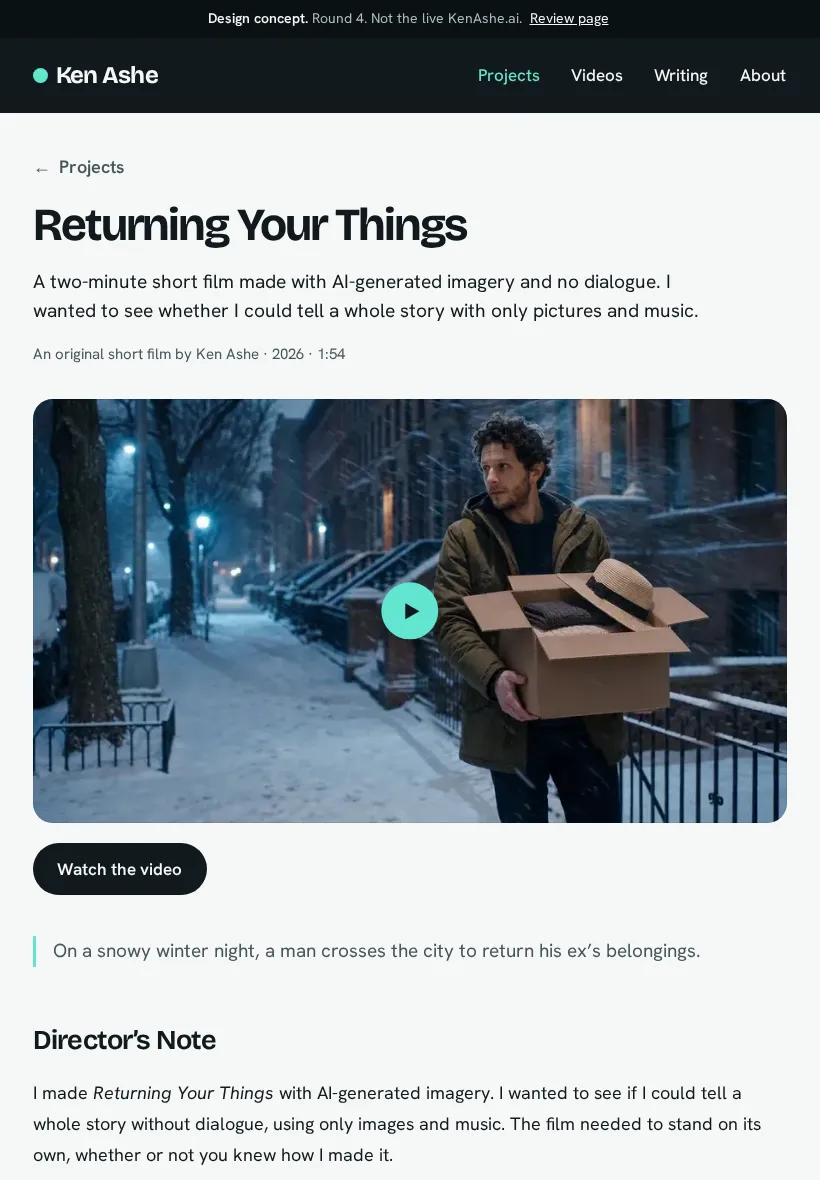 Design concept. Round 4. Not the live KenAshe.ai. Review page
Ken Ashe
Projects Videos Writing About
← Projects
Returning Your Things
A two-minute short film made with AI-generated imagery and no dialogue. I
wanted to see whether I could tell a whole story with only pictures and music.
An original short film by Ken Ashe · 2026 · 1:54
Watch the video
On a snowy winter night, a man crosses the city to return his ex’s belongings.
Director’s Note
I made Returning Your Things with AI-generated imagery. I wanted to see if I could tell a
whole story without dialogue, using only images and music. The film needed to stand on its
own, whether or not you knew how I made it.